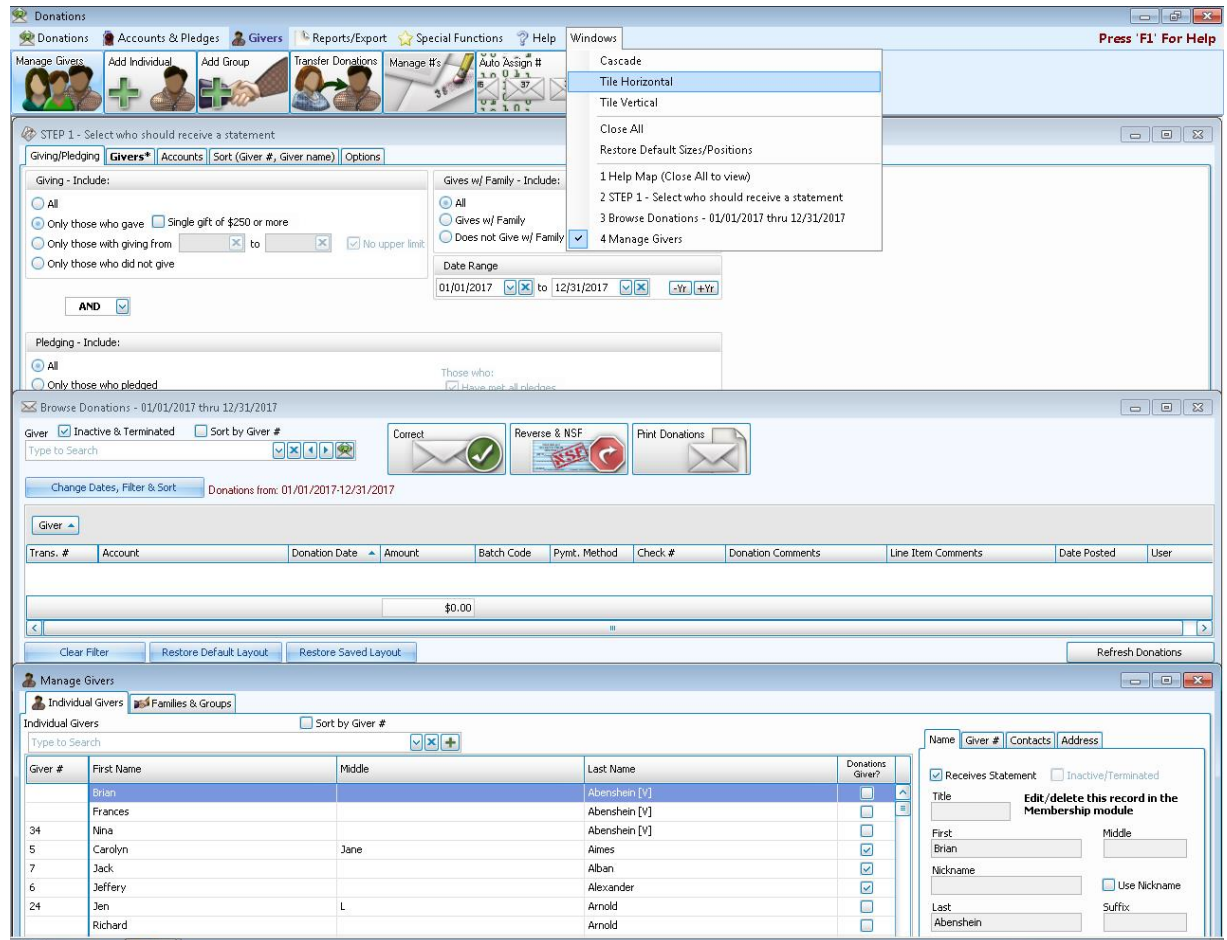 Donations
Donations Accounts & Pledges Givers Reports/Export Special Functions Help Windows Press 'F1' For Help
Manage Givers Add Individual Add Group Transfer Donations Manage #'s Auto Assign #
Cascade
Tile Horizontal
Tile Vertical
Close All
Restore Default Sizes/Positions
1 Help Map (Close All to view)
2 STEP 1 - Select who should receive a statement
3 Browse Donations - 01/01/2017 thru 12/31/2017
4 Manage Givers
STEP 1 - Select who should receive a statement
Giving/Pledging Givers* Accounts Sort (Giver #, Giver name) Options
Giving - Include:
All
Only those who gave Single gift of $250 or more
Only those with giving from to No upper limit
Only those who did not give
Gives w/ Family - Include:
All
Gives w/ Family
Does not Give w/ Family
Date Range
01/01/2017 to 12/31/2017 -Yr +Yr
AND
Pledging - Include:
All
Only those who pledged
Those who:
Have met all pledges
Browse Donations - 01/01/2017 thru 12/31/2017
Giver Inactive & Terminated Sort by Giver #
Type to Search
Correct Reverse & NSF Print Donations
NSF
Change Dates, Filter & Sort Donations from: 01/01/2017-12/31/2017
Giver
Trans. # Account Donation Date Amount Batch Code Pymt. Method Check # Donation Comments Line Item Comments Date Posted User
$0.00
Clear Filter Restore Default Layout Restore Saved Layout Refresh Donations
Manage Givers
Individual Givers Families & Groups
Individual Givers Sort by Giver #
Type to Search
Giver # First Name Middle Last Name Donations Giver?
Brian Abenshein [V]
Frances Abenshein [V]
34 Nina Abenshein [V]
5 Carolyn Jane Aimes
7 Jack Alban
6 Jeffery Alexander
24 Jen L Arnold
Richard Arnold
Name Giver # Contacts Address
Receives Statement Inactive/Terminated
Title Edit/delete this record in the
Membership module
First Middle
Brian
Nickname
Use Nickname
Last Suffix
Abenshein